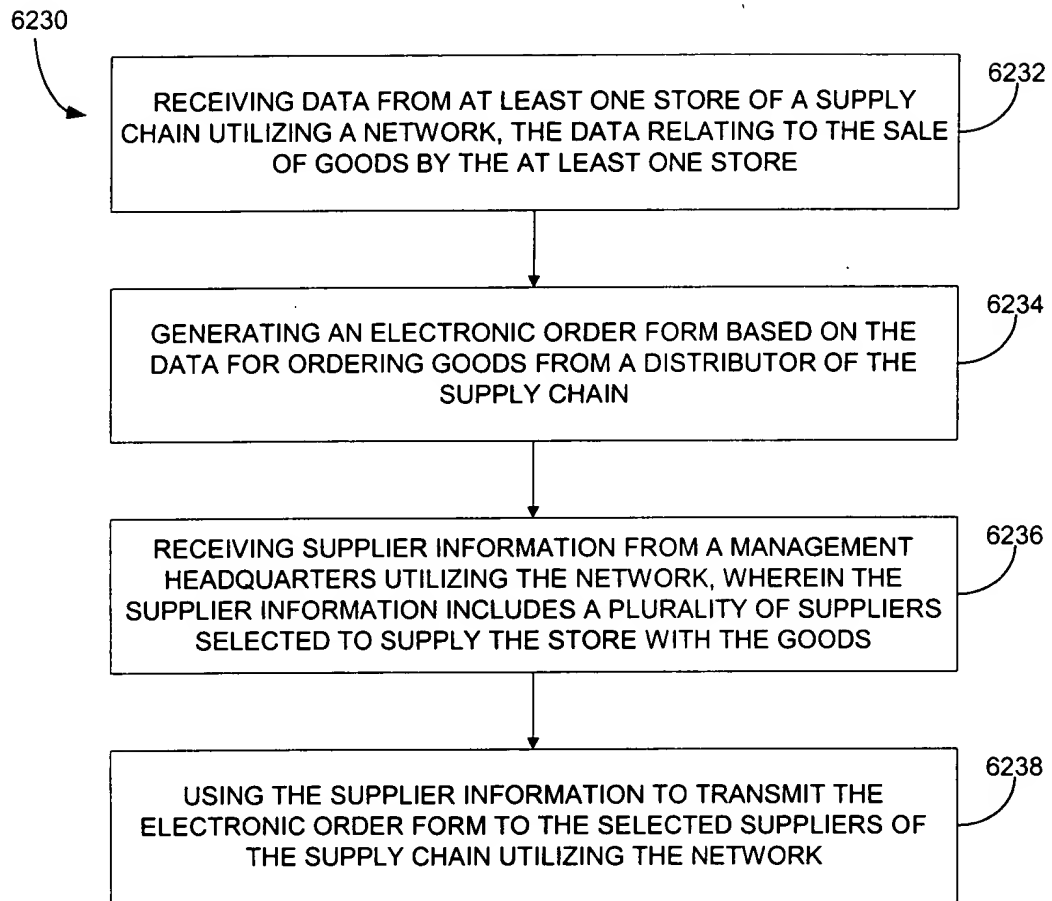 6230
6232
RECEIVING DATA FROM AT LEAST ONE STORE OF A SUPPLY
CHAIN UTILIZING A NETWORK, THE DATA RELATING TO THE SALE
OF GOODS BY THE AT LEAST ONE STORE
6234
GENERATING AN ELECTRONIC ORDER FORM BASED ON THE
DATA FOR ORDERING GOODS FROM A DISTRIBUTOR OF THE
SUPPLY CHAIN
6236
RECEIVING SUPPLIER INFORMATION FROM A MANAGEMENT
HEADQUARTERS UTILIZING THE NETWORK, WHEREIN THE
SUPPLIER INFORMATION INCLUDES A PLURALITY OF SUPPLIERS
SELECTED TO SUPPLY THE STORE WITH THE GOODS
6238
USING THE SUPPLIER INFORMATION TO TRANSMIT THE
ELECTRONIC ORDER FORM TO THE SELECTED SUPPLIERS OF
THE SUPPLY CHAIN UTILIZING THE NETWORK